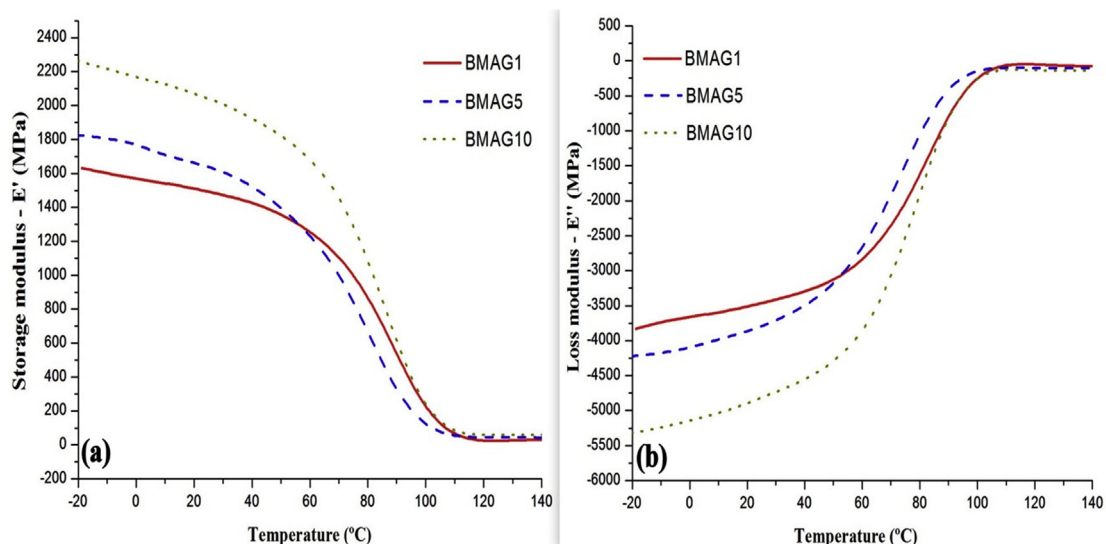 Storage modulus - E' (MPa)
2400
2200
2000
1800
1600
1400
1200
1000
800
600
400
200
0
-200
BMAG1
BMAG5
BMAG10
(a)
-20 0 20 40 60 80 100 120 140
Temperature (ºC)
Loss modulus - E'' (MPa)
500
0
-500
-1000
-1500
-2000
-2500
-3000
-3500
-4000
-4500
-5000
-5500
-6000
BMAG1
BMAG5
BMAG10
(b)
-20 0 20 40 60 80 100 120 140
Temperature (ºC)